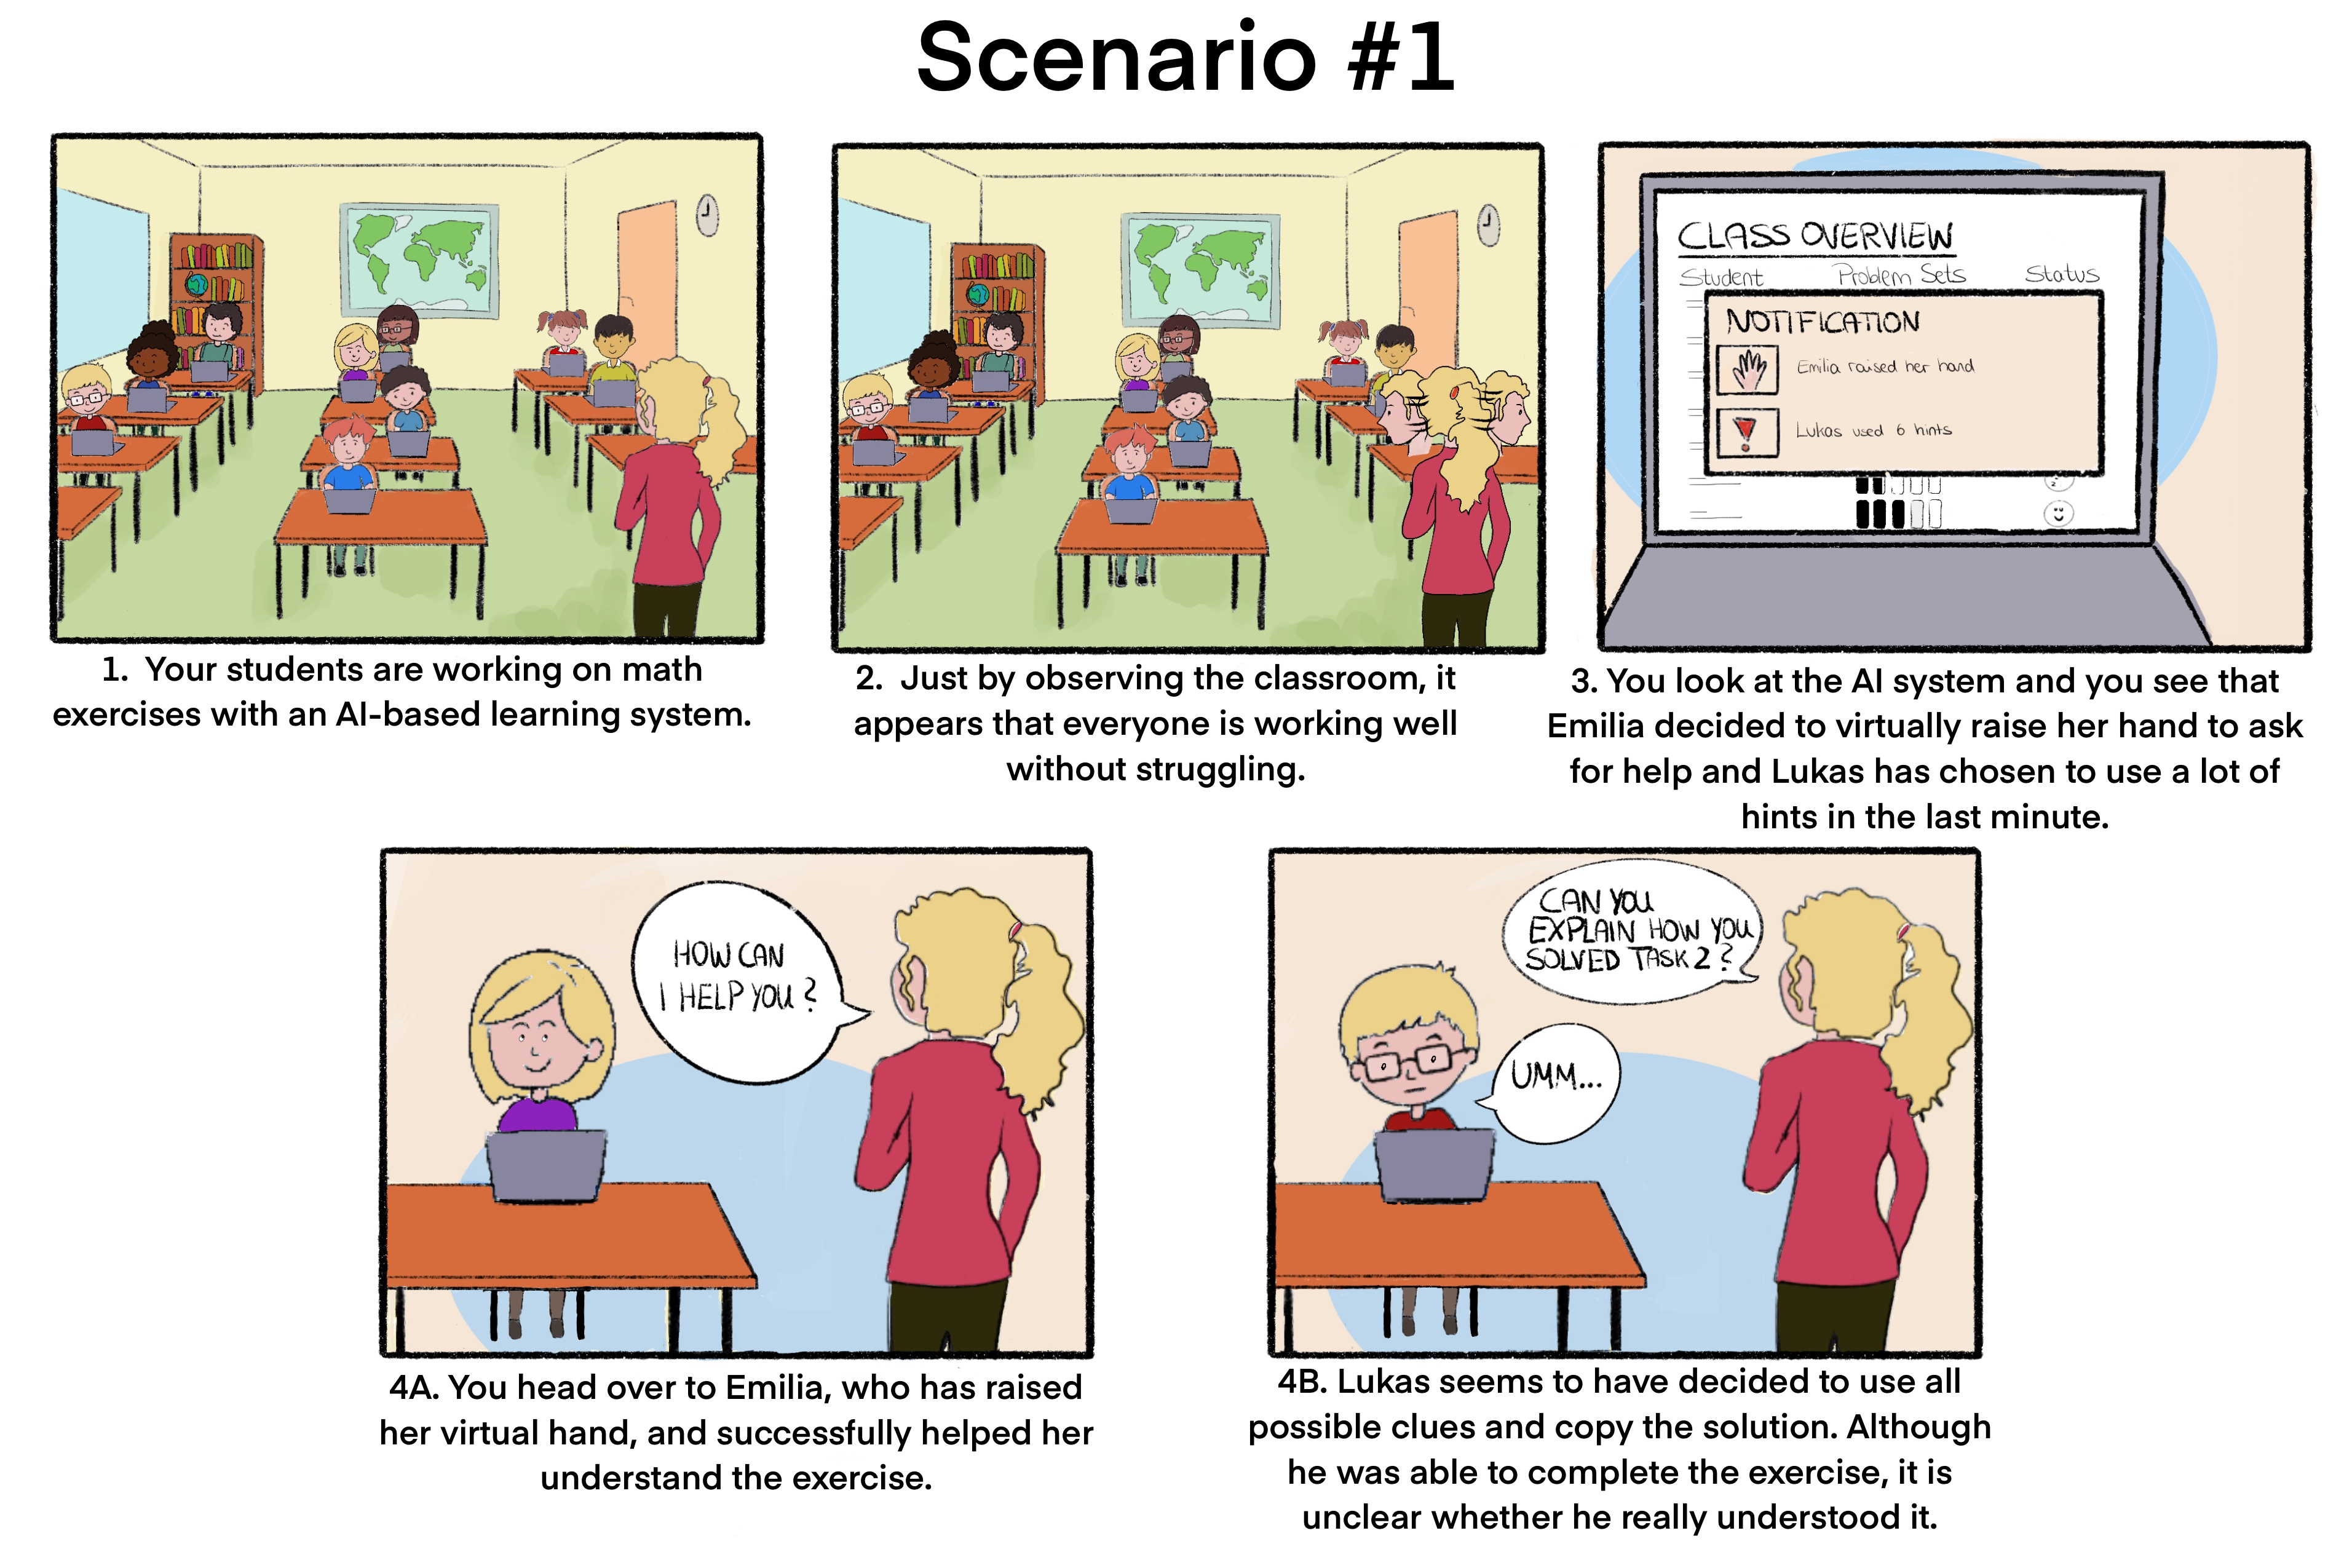 Scenario #1
1. Your students are working on math
exercises with an AI-based learning system.
2. Just by observing the classroom, it
appears that everyone is working well
without struggling.
CLASS OVERVIEW
Student Problem Sets Status
NOTIFICATION
Emilia raised her hand
Lukas used 6 hints
3. You look at the AI system and you see that
Emilia decided to virtually raise her hand to ask
for help and Lukas has chosen to use a lot of
hints in the last minute.
HOW CAN
I HELP YOU?
4A. You head over to Emilia, who has raised
her virtual hand, and successfully helped her
understand the exercise.
CAN YOU
EXPLAIN HOW YOU
SOLVED TASK 2?
UMM...
4B. Lukas seems to have decided to use all
possible clues and copy the solution. Although
he was able to complete the exercise, it is
unclear whether he really understood it.